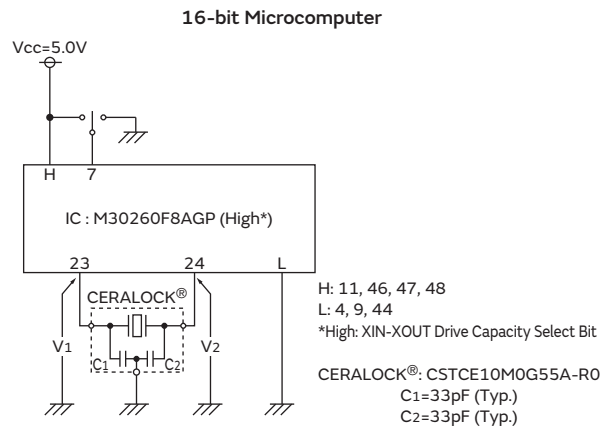 16-bit Microcomputer
Vcc=5.0V
H
7
IC : M30260F8AGP (High*)
23
24
L
CERALOCK®
V1
C1
C2
V2
H: 11, 46, 47, 48
L: 4, 9, 44
*High: XIN-XOUT Drive Capacity Select Bit
CERALOCK®: CSTCE10M0G55A-R0
C1=33pF (Typ.)
C2=33pF (Typ.)